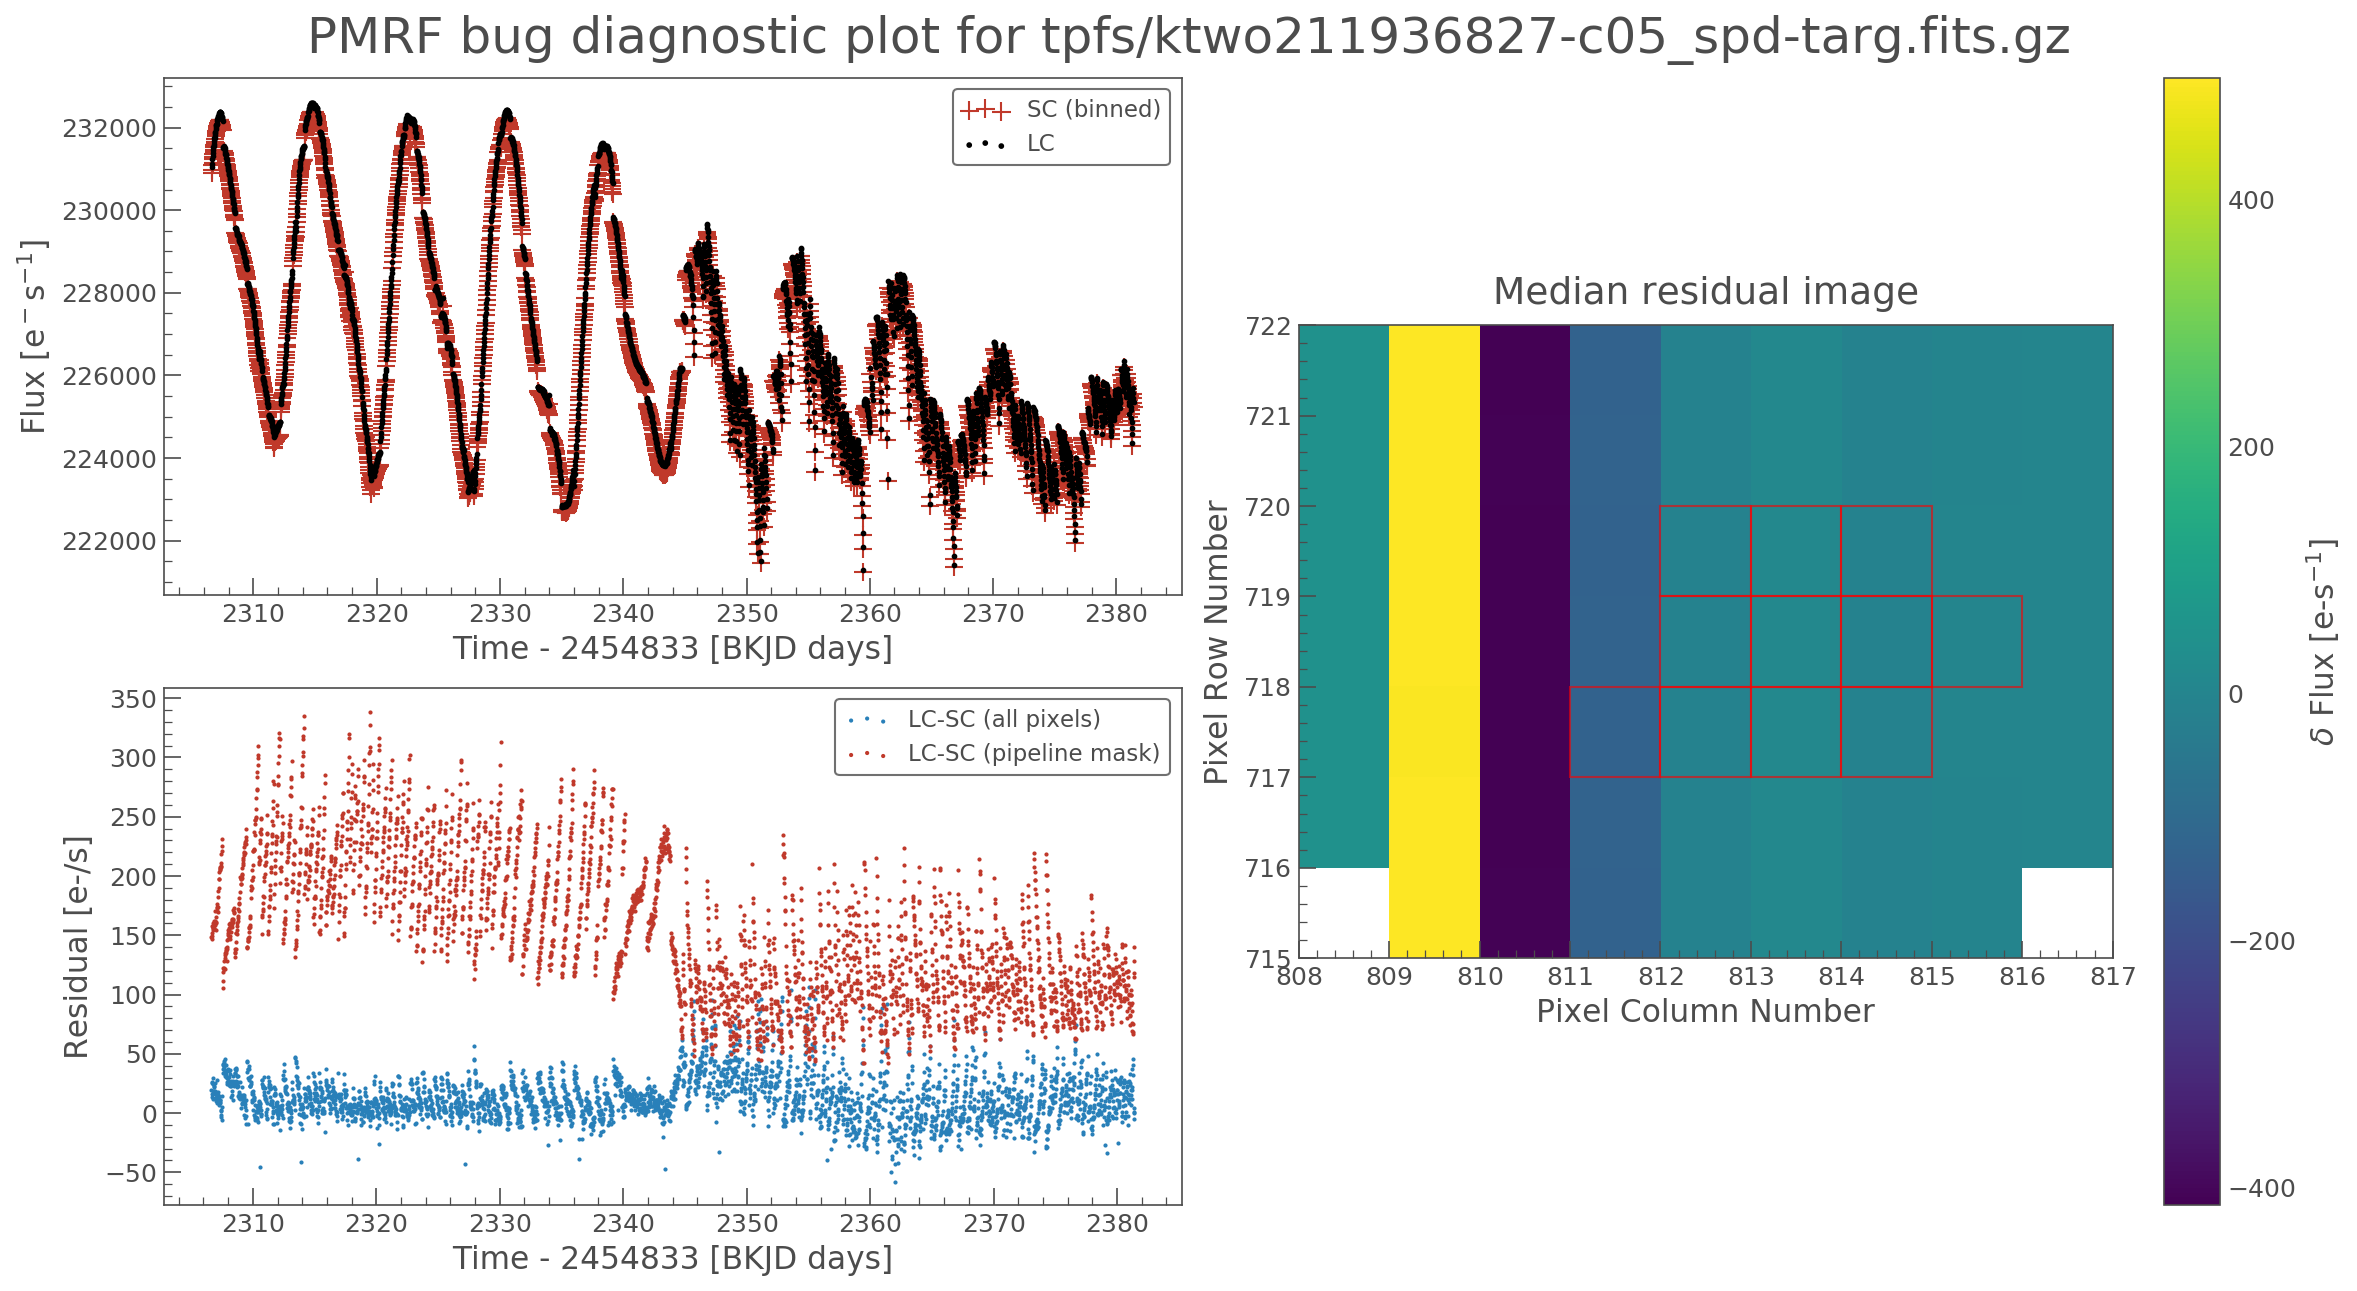 PMRF bug diagnostic plot for tpfs/ktwo211936827-c05_spd-targ.fits.gz
Flux [e⁻ s⁻¹]
232000
230000
228000
226000
224000
222000
SC (binned)
LC
2310 2320 2330 2340 2350 2360 2370 2380
Time - 2454833 [BKJD days]
Residual [e-/s]
350
300
250
200
150
100
50
0
−50
LC-SC (all pixels)
LC-SC (pipeline mask)
2310 2320 2330 2340 2350 2360 2370 2380
Time - 2454833 [BKJD days]
Median residual image
Pixel Row Number
722
721
720
719
718
717
716
715
808 809 810 811 812 813 814 815 816 817
Pixel Column Number
400
200
0
−200
−400
δ Flux [e-s⁻¹]